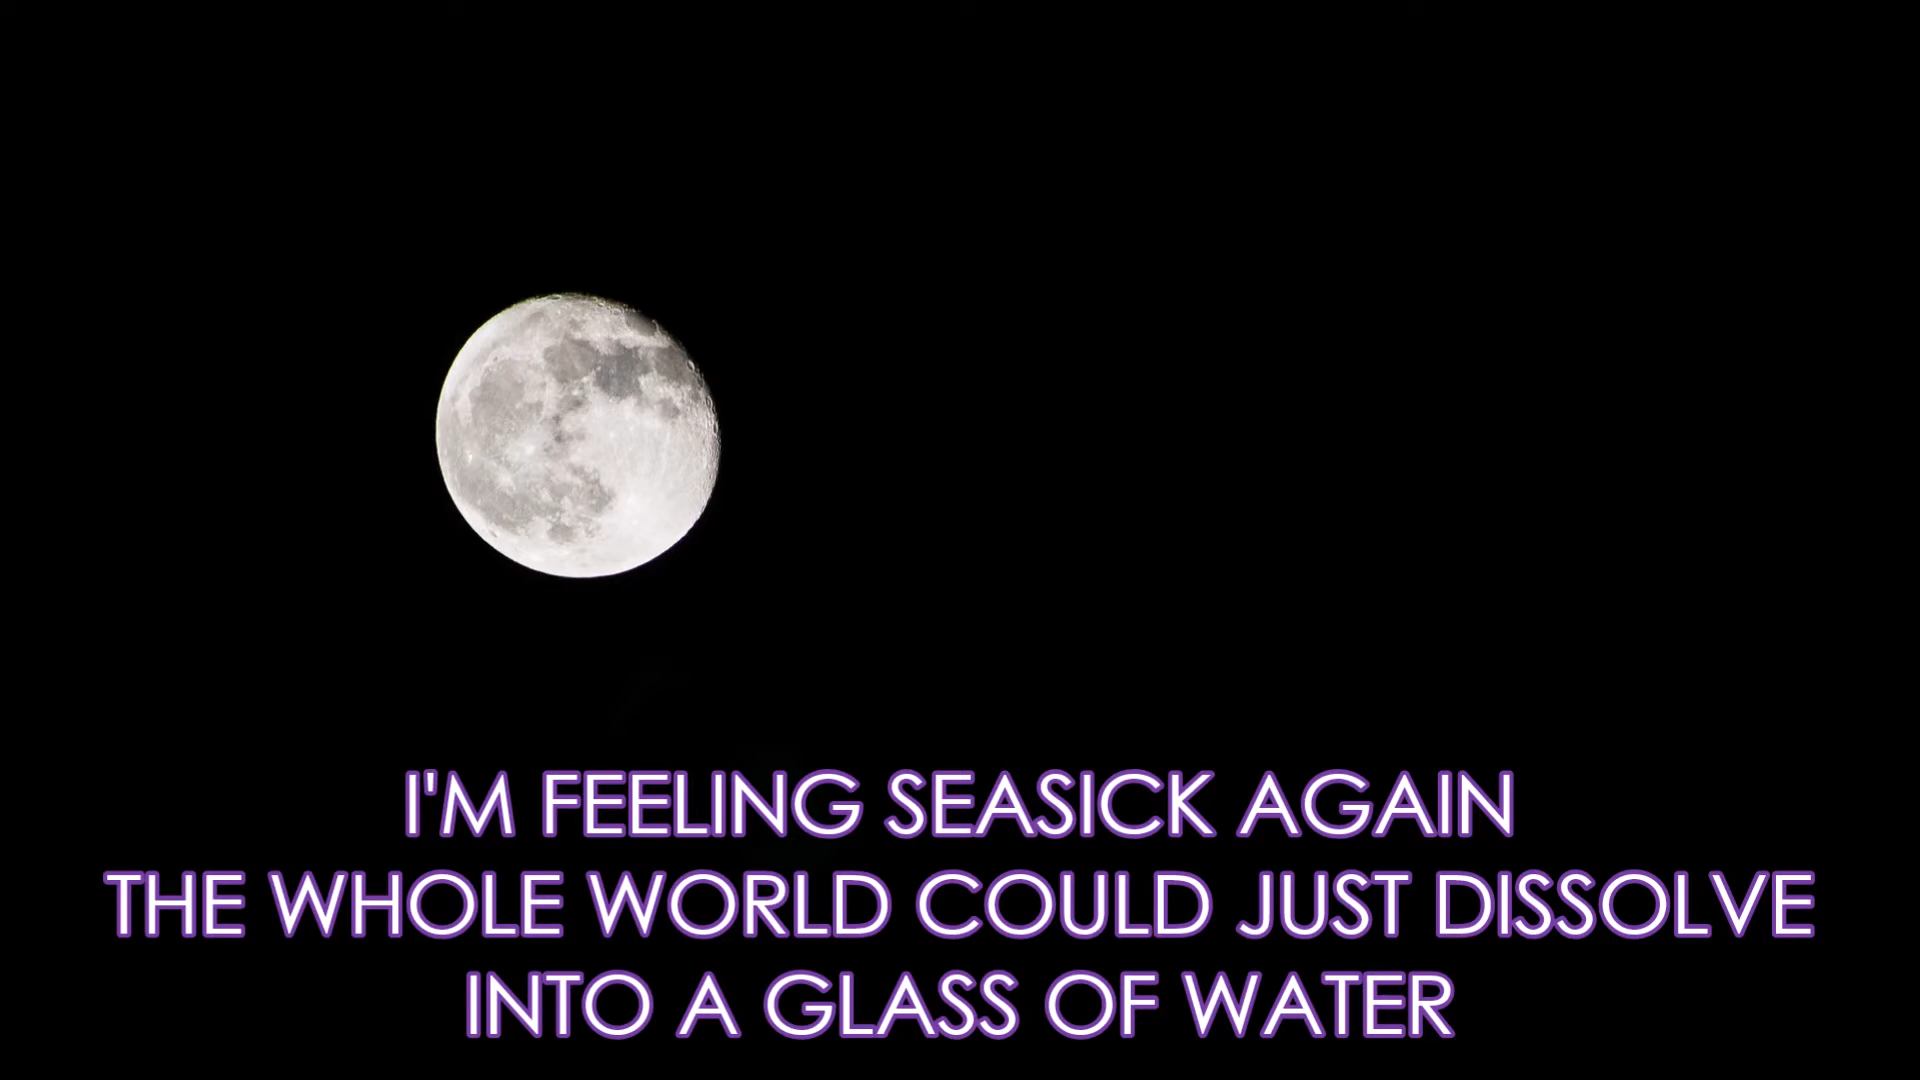 I'M FEELING SEASICK AGAIN
THE WHOLE WORLD COULD JUST DISSOLVE
INTO A GLASS OF WATER